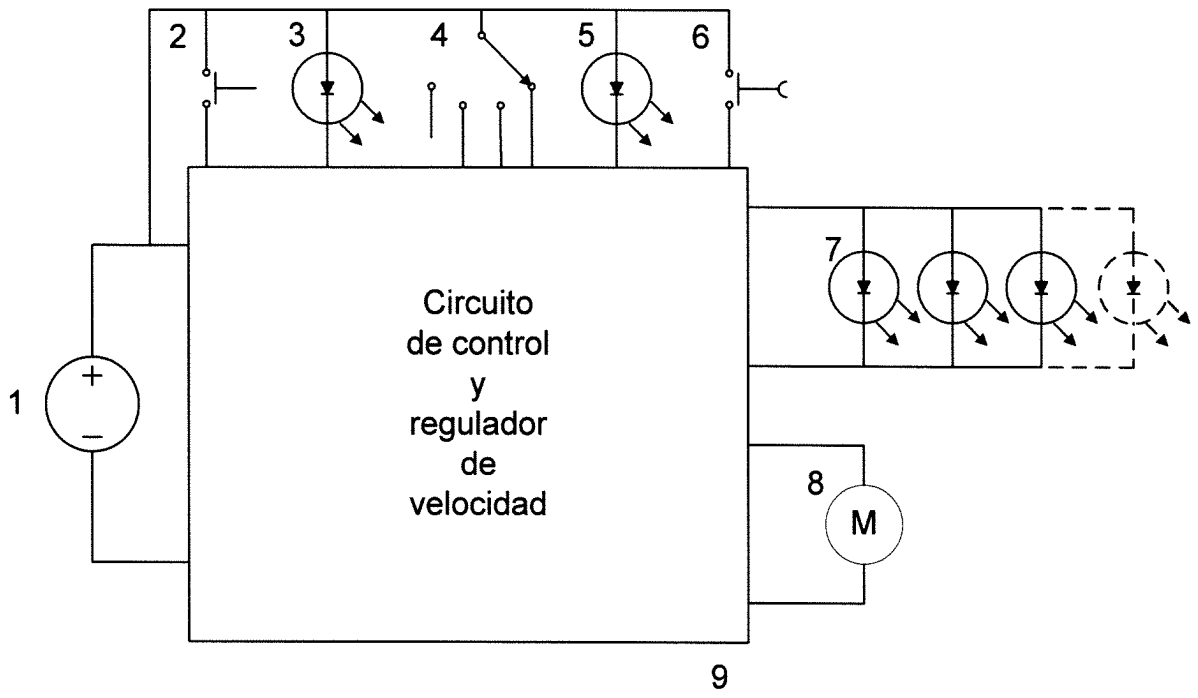 2
3
4
5
6
7
1
+
−
Circuito
de control
y
regulador
de
velocidad
8
M
9